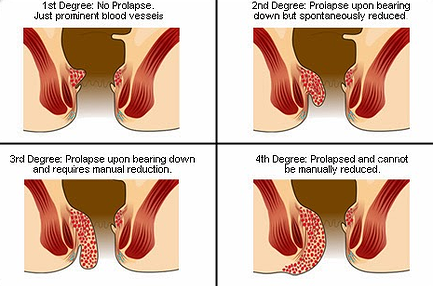 1st Degree: No Prolapse.
Just prominent blood vessels
2nd Degree: Prolapse upon bearing
down but spontaneously reduced
3rd Degree: Prolapse upon bearing down
and requires manual reduction.
4th Degree: Prolapsed and cannot
be manually reduced.